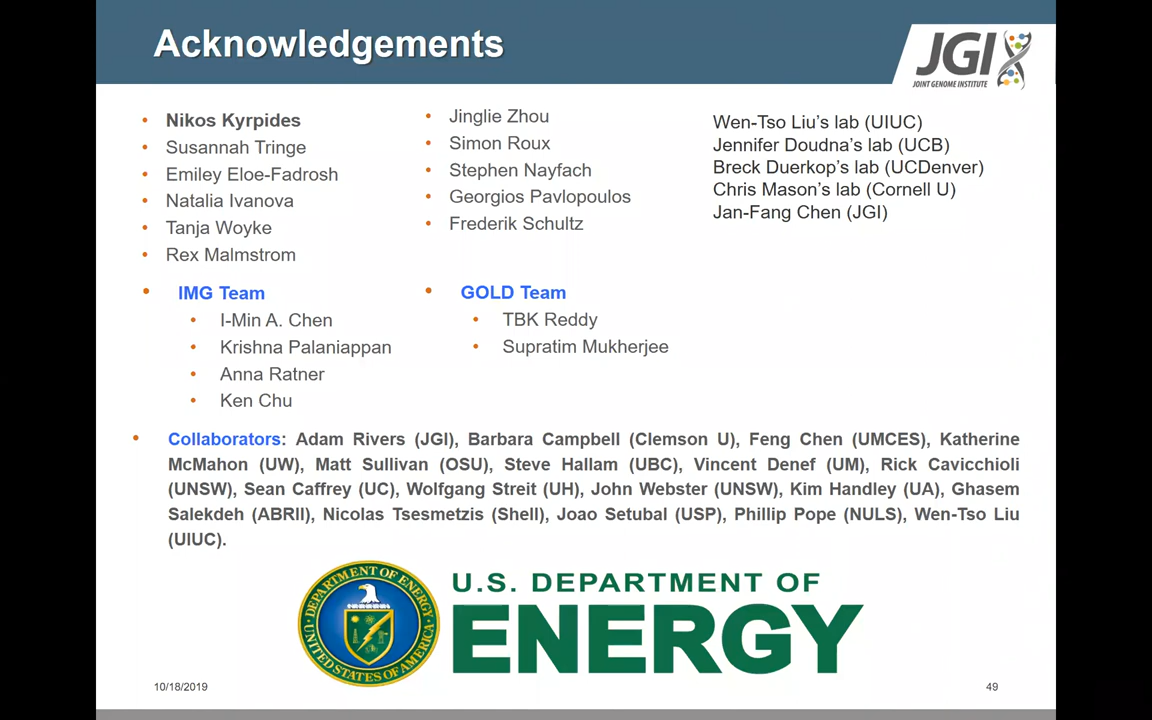 Acknowledgements
JGI
JOINT GENOME INSTITUTE
• Nikos Kyrpides
• Susannah Tringe
• Emiley Eloe-Fadrosh
• Natalia Ivanova
• Tanja Woyke
• Rex Malmstrom
• Jinglie Zhou
• Simon Roux
• Stephen Nayfach
• Georgios Pavlopoulos
• Frederik Schultz
Wen-Tso Liu's lab (UIUC)
Jennifer Doudna's lab (UCB)
Breck Duerkop's lab (UCDenver)
Chris Mason's lab (Cornell U)
Jan-Fang Chen (JGI)
• IMG Team
• I-Min A. Chen
• Krishna Palaniappan
• Anna Ratner
• Ken Chu
• GOLD Team
• TBK Reddy
• Supratim Mukherjee
• Collaborators: Adam Rivers (JGI), Barbara Campbell (Clemson U), Feng Chen (UMCES), Katherine
McMahon (UW), Matt Sullivan (OSU), Steve Hallam (UBC), Vincent Denef (UM), Rick Cavicchioli
(UNSW), Sean Caffrey (UC), Wolfgang Streit (UH), John Webster (UNSW), Kim Handley (UA), Ghasem
Salekdeh (ABRII), Nicolas Tsesmetzis (Shell), Joao Setubal (USP), Phillip Pope (NULS), Wen-Tso Liu
(UIUC).
DEPARTMENT OF ENERGY
UNITED STATES OF AMERICA
U.S. DEPARTMENT OF
ENERGY
10/18/2019
49